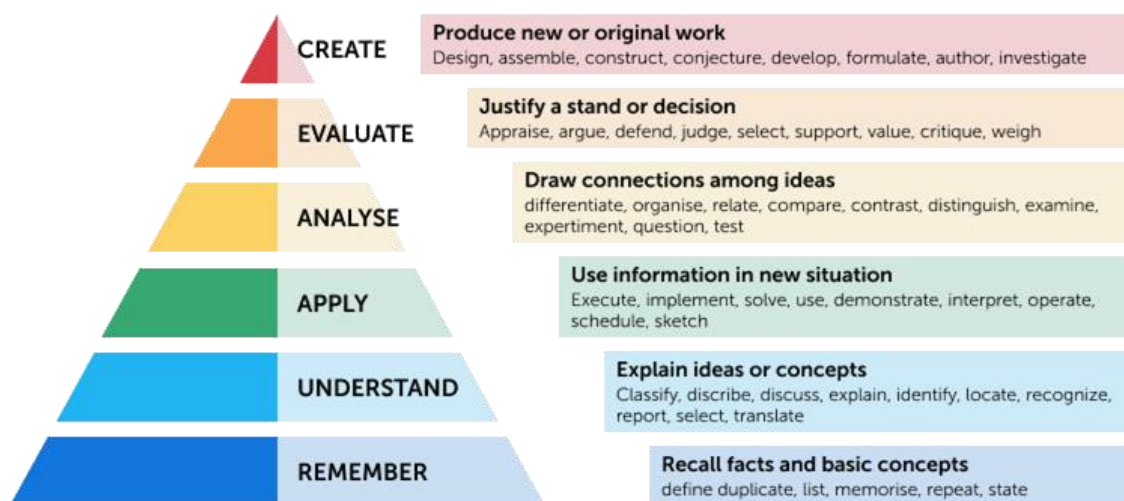 CREATE
Produce new or original work
Design, assemble, construct, conjecture, develop, formulate, author, investigate
EVALUATE
Justify a stand or decision
Appraise, argue, defend, judge, select, support, value, critique, weigh
ANALYSE
Draw connections among ideas
differentiate, organise, relate, compare, contrast, distinguish, examine,
expertiment, question, test
APPLY
Use information in new situation
Execute, implement, solve, use, demonstrate, interpret, operate,
schedule, sketch
UNDERSTAND
Explain ideas or concepts
Classify, discribe, discuss, explain, identify, locate, recognize,
report, select, translate
REMEMBER
Recall facts and basic concepts
define duplicate, list, memorise, repeat, state